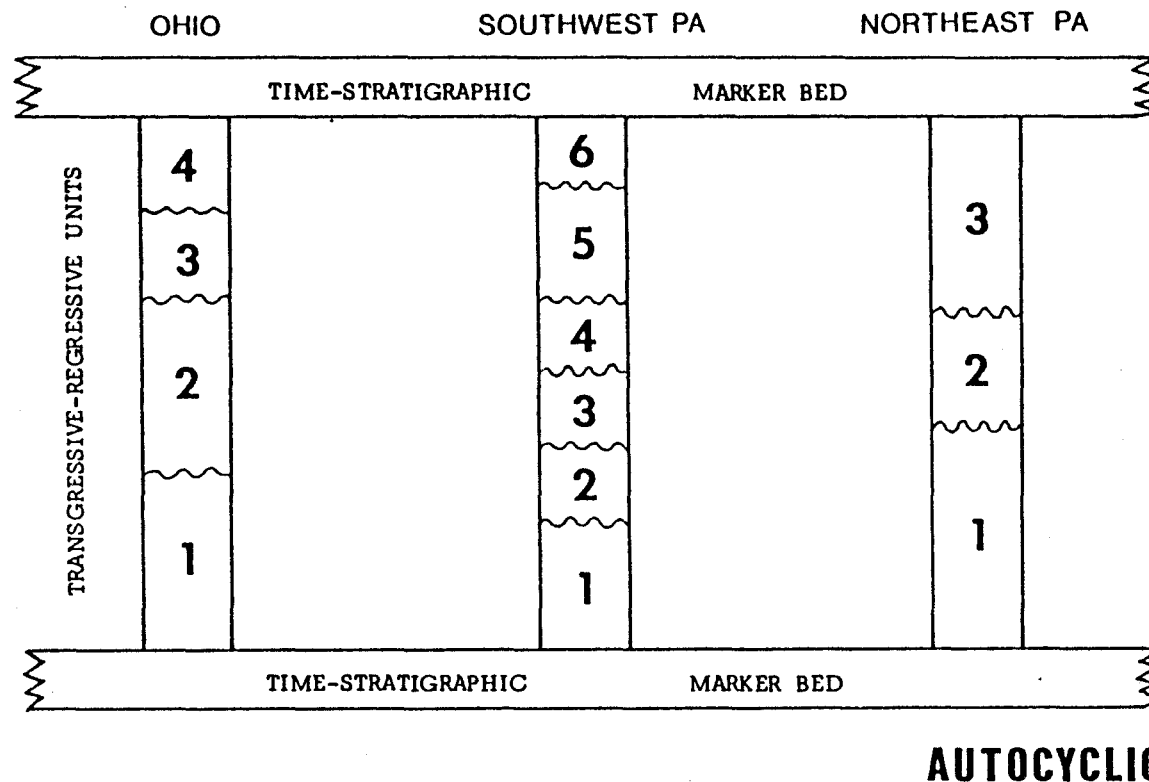 OHIO SOUTHWEST PA NORTHEAST PA
TIME-STRATIGRAPHIC MARKER BED
TRANSGRESSIVE-REGRESSIVE UNITS
4
3
2
1
6
5
4
3
2
1
3
2
1
TIME-STRATIGRAPHIC MARKER BED
AUTOCYCLIC